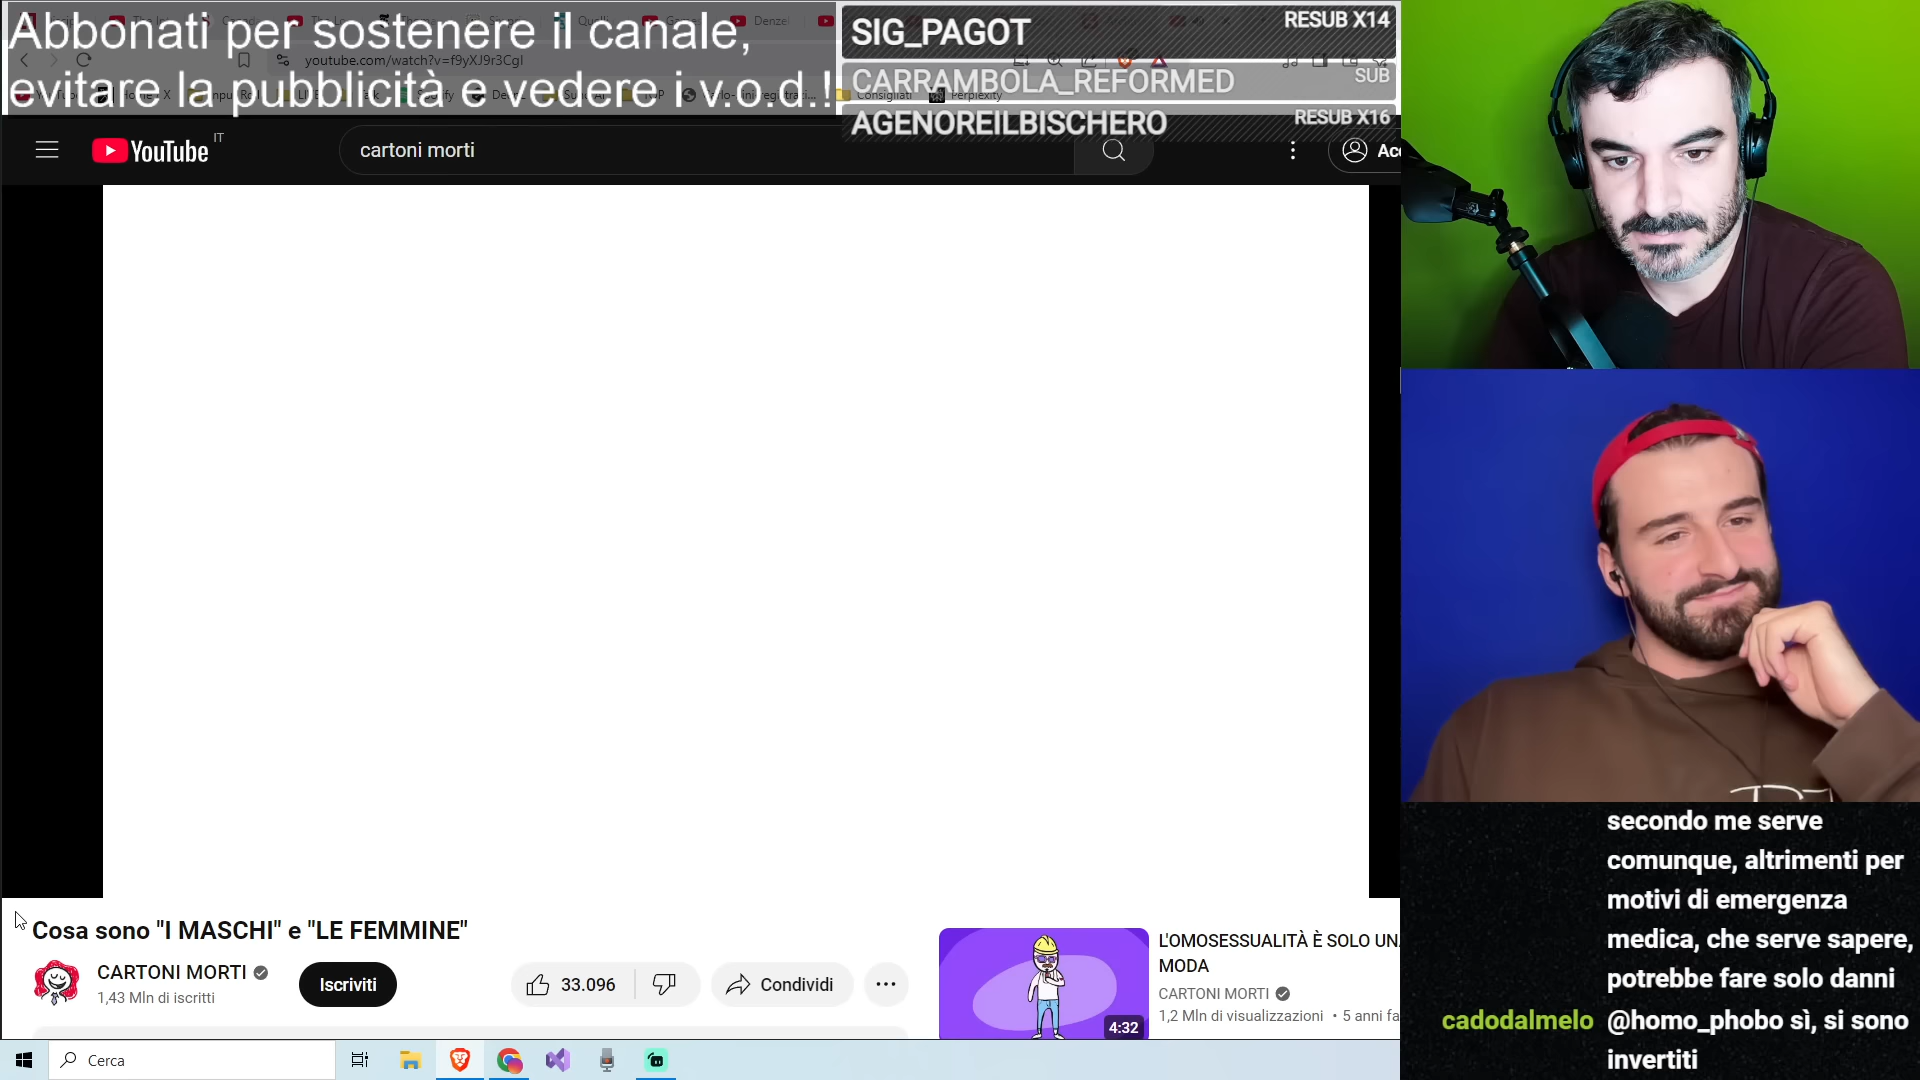 Abbonati per sostenere il canale,
evitare la pubblicità e vedere i v.o.d.!
SIG_PAGOT RESUB X14
CARRAMBOLA_REFORMED SUB
AGENOREILBISCHERO RESUB X16
youtube.com/watch?v=f9yXJ9r3CgI
Consigliati
Perplexity
YouTube IT
cartoni morti
Acc
Cosa sono "I MASCHI" e "LE FEMMINE"
CARTONI MORTI
1,43 Mln di iscritti
Iscriviti
33.096
Condividi
4:32
L'OMOSESSUALITÀ È SOLO UNA
MODA
CARTONI MORTI
1,2 Mln di visualizzazioni • 5 anni fa
secondo me serve
comunque, altrimenti per
motivi di emergenza
medica, che serve sapere,
potrebbe fare solo danni
cadodalmelo @homo_phobo sì, si sono
invertiti
Cerca